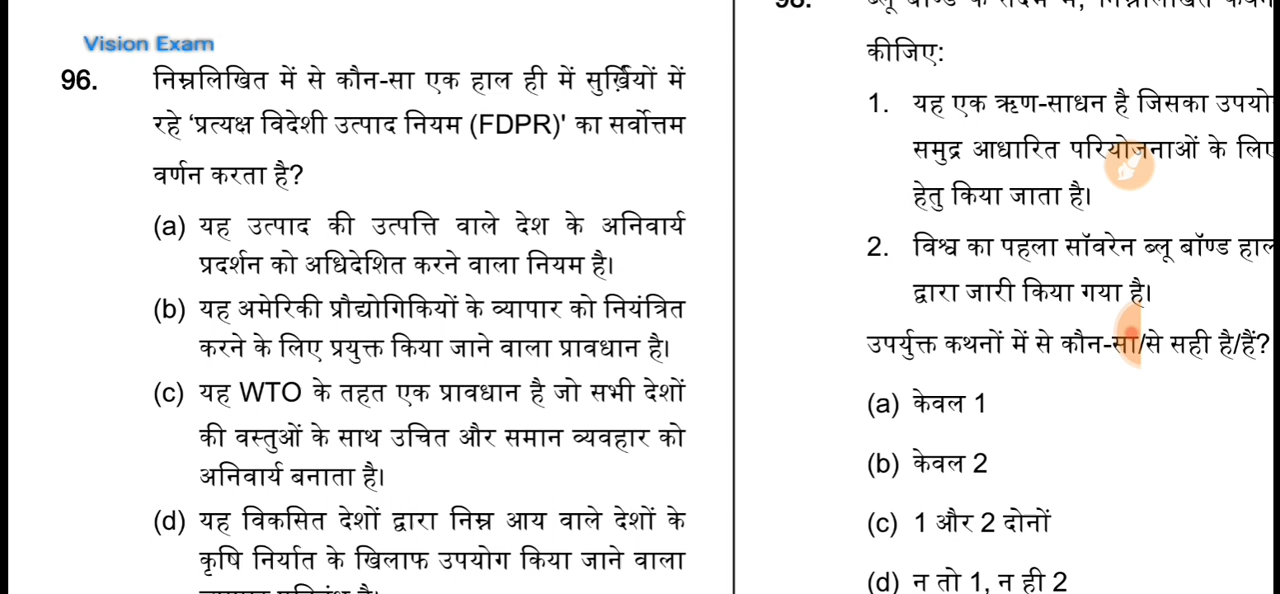 Vision Exam
96. निम्नलिखित में से कौन-सा एक हाल ही में सुर्ख़ियों में
रहे ‘प्रत्यक्ष विदेशी उत्पाद नियम (FDPR)' का सर्वोत्तम
वर्णन करता है?
(a) यह उत्पाद की उत्पत्ति वाले देश के अनिवार्य
प्रदर्शन को अधिदेशित करने वाला नियम है।
(b) यह अमेरिकी प्रौद्योगिकियों के व्यापार को नियंत्रित
करने के लिए प्रयुक्त किया जाने वाला प्रावधान है।
(c) यह WTO के तहत एक प्रावधान है जो सभी देशों
की वस्तुओं के साथ उचित और समान व्यवहार को
अनिवार्य बनाता है।
(d) यह विकसित देशों द्वारा निम्न आय वाले देशों के
कृषि निर्यात के खिलाफ उपयोग किया जाने वाला
कीजिए:
1. यह एक ऋण-साधन है जिसका उपयो
समुद्र आधारित परियोजनाओं के लिए
हेतु किया जाता है।
2. विश्व का पहला सॉवरेन ब्लू बॉण्ड हाल
द्वारा जारी किया गया है।
उपर्युक्त कथनों में से कौन-सा/से सही है/हैं?
(a) केवल 1
(b) केवल 2
(c) 1 और 2 दोनों
(d) न तो 1, न ही 2